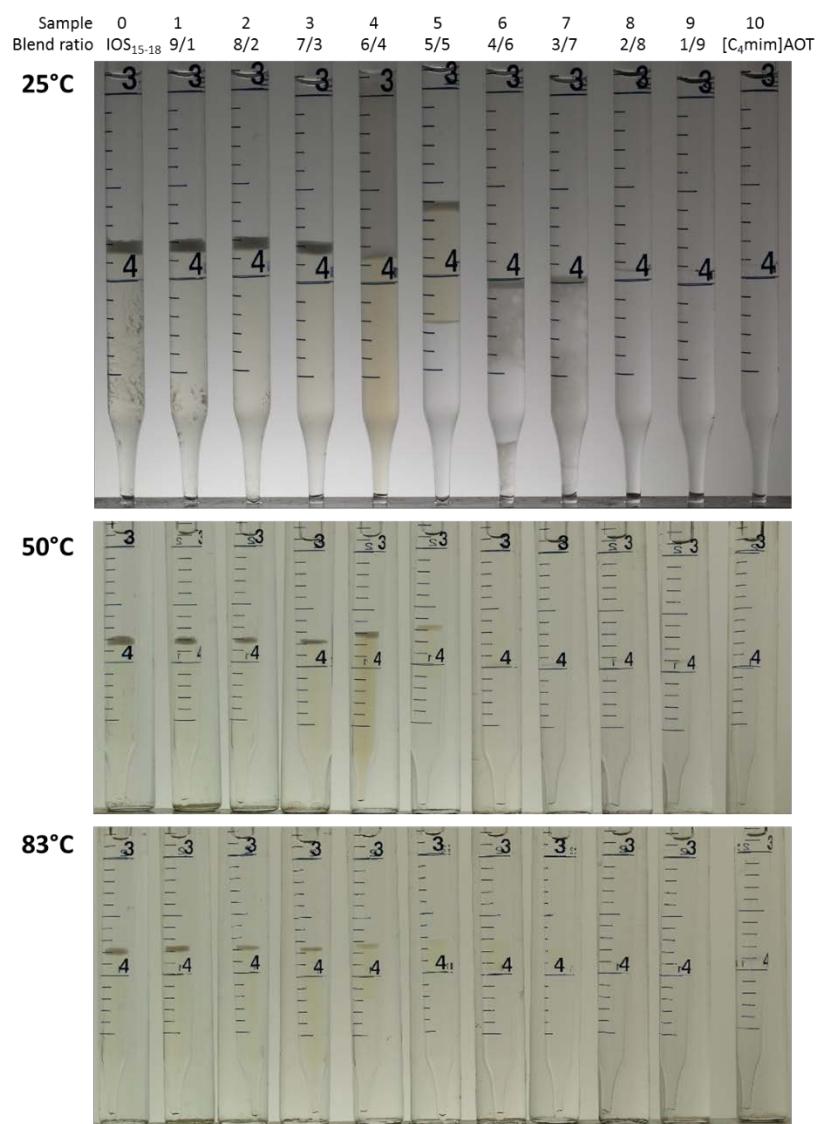 Sample 0 1 2 3 4 5 6 7 8 9 10
Blend ratio IOS₁₅₋₁₈ 9/1 8/2 7/3 6/4 5/5 4/6 3/7 2/8 1/9 [C₄mim]AOT
25°C
3 3 3 3 3 3 3 3 3 3 3
4 4 4 4 4 4 4 4 4 4 4
50°C
3 3 3 3 3 3 3 3 3 3 3
4 4 4 4 4 4 4 4 4 4 4
83°C
3 3 3 3 3 3 3 3 3 3
4 4 4 4 4 4 4 4 4 4